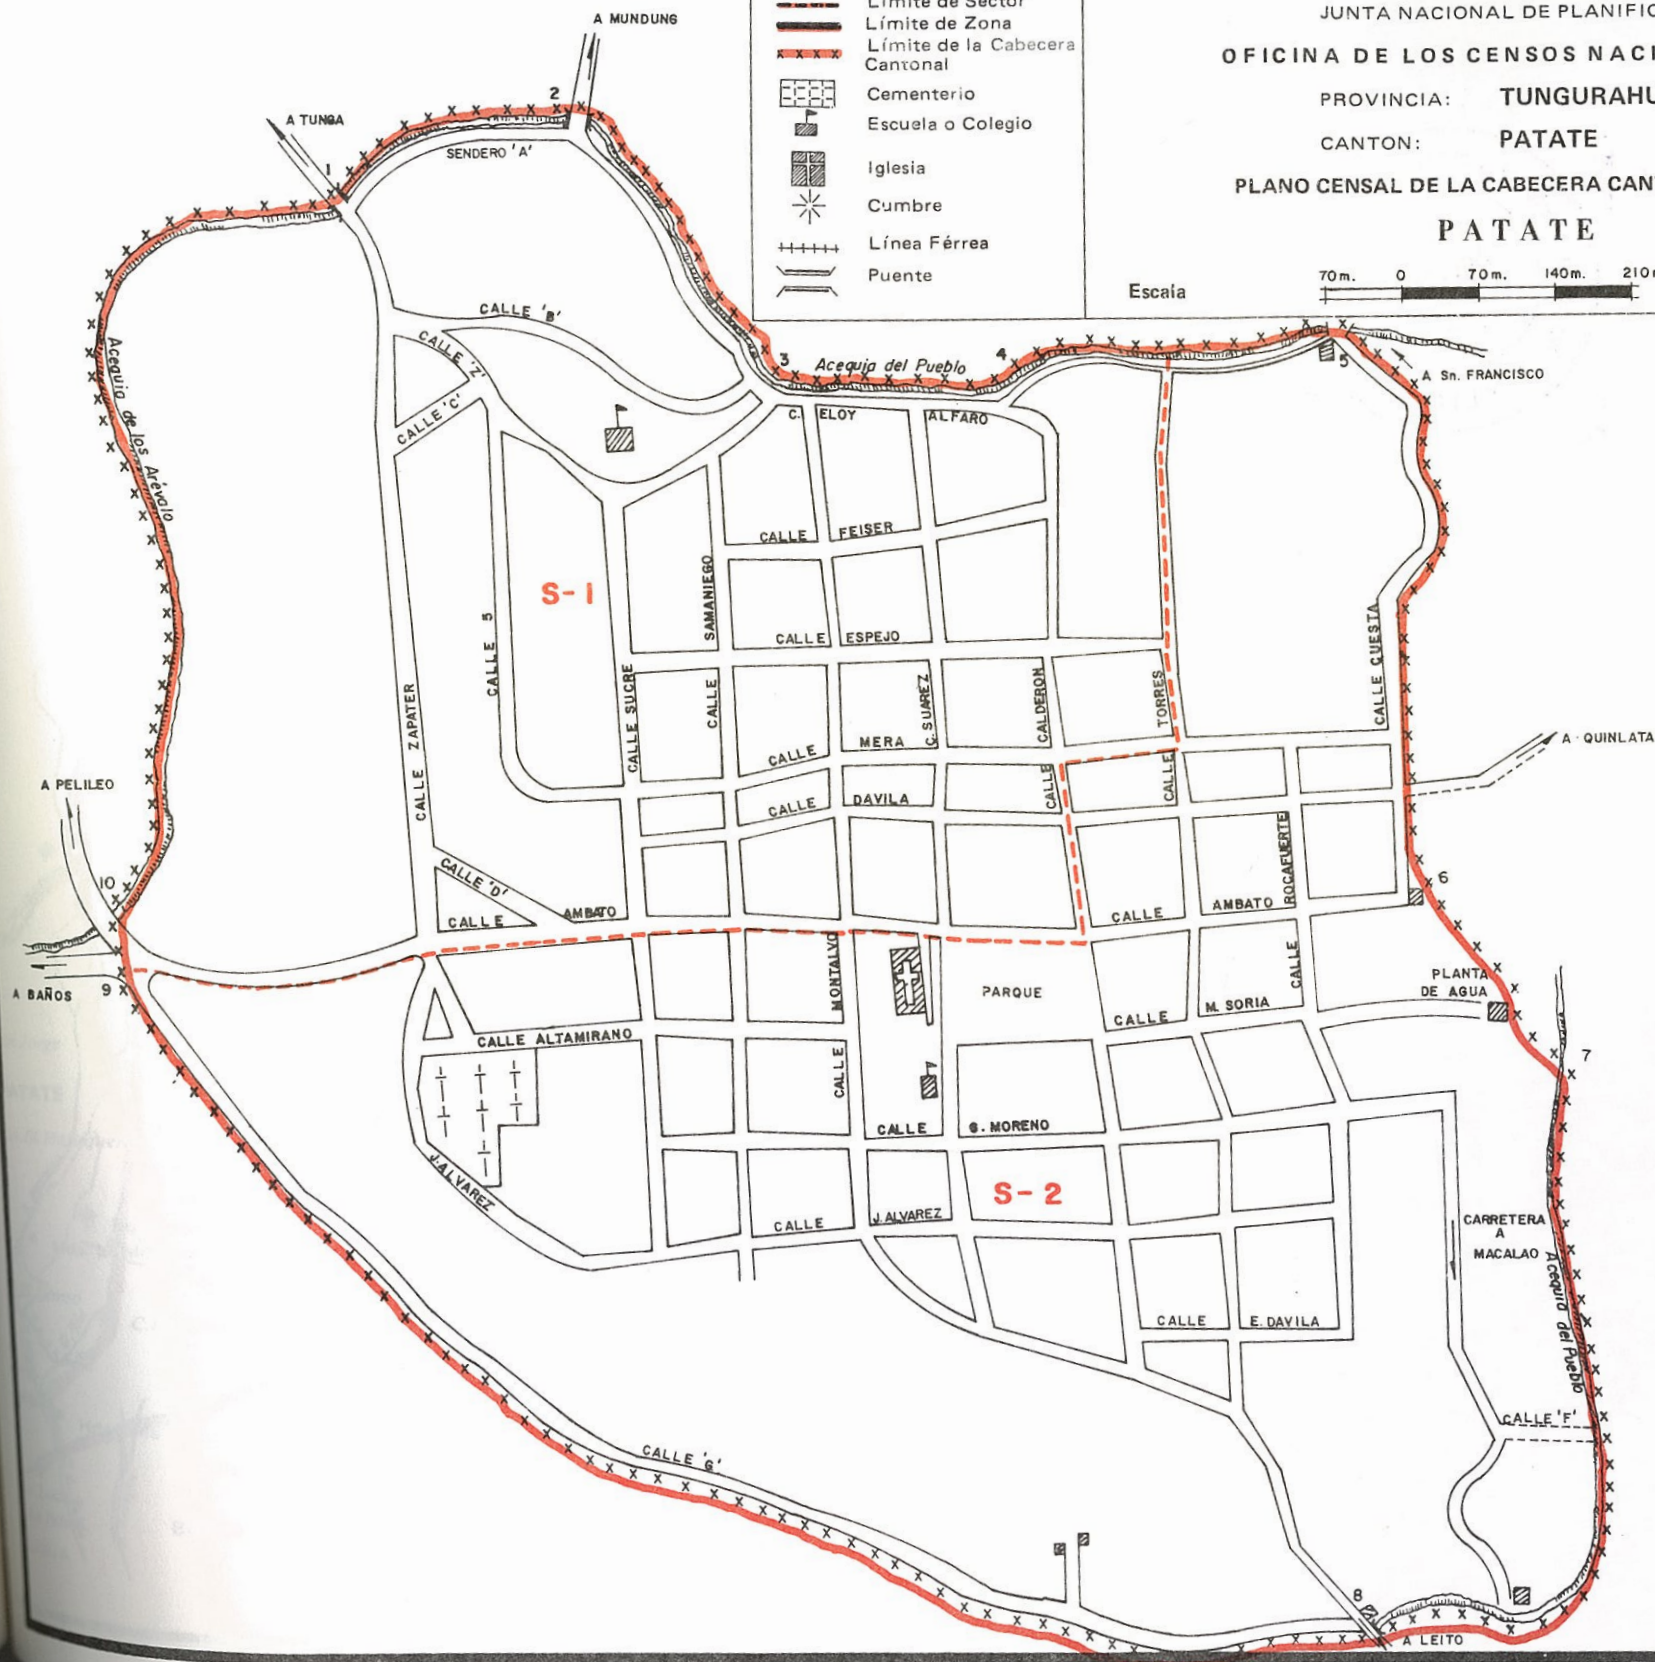 Límite de Sector
Límite de Zona
Límite de la Cabecera
Cantonal
Cementerio
Escuela o Colegio
Iglesia
Cumbre
Línea Férrea
Puente
JUNTA NACIONAL DE PLANIFIC
OFICINA DE LOS CENSOS NAC
PROVINCIA: TUNGURAHU
CANTON: PATATE
PLANO CENSAL DE LA CABECERA CAN
PATATE
Escala
70m. 0 70m. 140m. 210
A MUNDUNG
2
A TUNGA
1
SENDERO 'A'
CALLE 'B'
CALLE 'Z'
CALLE 'C'
3
Acequia del Pueblo
4
5
A Sn. FRANCISCO
C. ELOY ALFARO
Acequia de los Arévalo
CALLE FEISER
S-1
SAMANIEGO
CALLE
CALLE ESPEJO
CALLE 5
CALLE SUCRE
CALLE ZAPATER
C. SUAREZ
CALDERON
CALLE
TORRES
CALLE
CALLE CUESTA
CALLE MERA
A QUINLATA
CALLE DAVILA
A PELILEO
10
CALLE 'D'
CALLE AMBATO
CALLE AMBATO
ROCAFUERTE
CALLE
6
A BAÑOS
9
MONTALVO
CALLE
PARQUE
PLANTA
DE AGUA
CALLE M. SORIA
CALLE ALTAMIRANO
7
CALLE G. MORENO
J. ALVAREZ
S-2
CALLE J. ALVAREZ
CARRETERA
A
MACALAO
Acequia del Pueblo
CALLE E. DAVILA
CALLE 'F'
CALLE 'G'
8
A LEITO